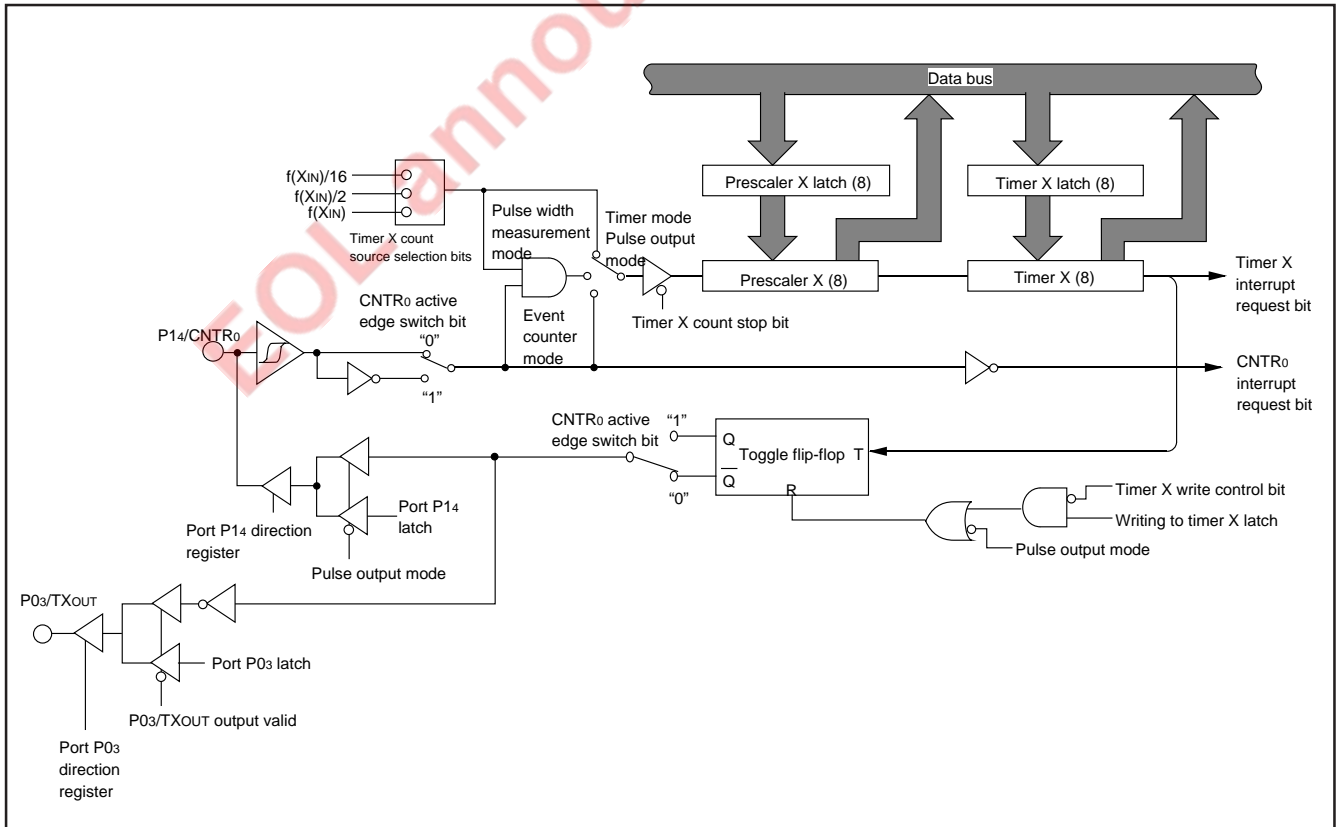 EOL annou
Data bus
Prescaler X latch (8)
Timer X latch (8)
f(XIN)/16
f(XIN)/2
f(XIN)
Timer X count
source selection bits
Pulse width
measurement
mode
Timer mode
Pulse output
mode
Prescaler X (8)
Timer X (8)
Timer X
interrupt
request bit
Timer X count stop bit
CNTR0 active
edge switch bit
Event
counter
mode
P14/CNTR0
“0”
“1”
CNTR0
interrupt
request bit
CNTR0 active
edge switch bit
“1”
“0”
Q
Toggle flip-flop T
Q̅
R
Port P14
latch
Port P14 direction
register
Pulse output mode
Timer X write control bit
Writing to timer X latch
Pulse output mode
P03/TXOUT
Port P03 latch
P03/TXOUT output valid
Port P03
direction
register